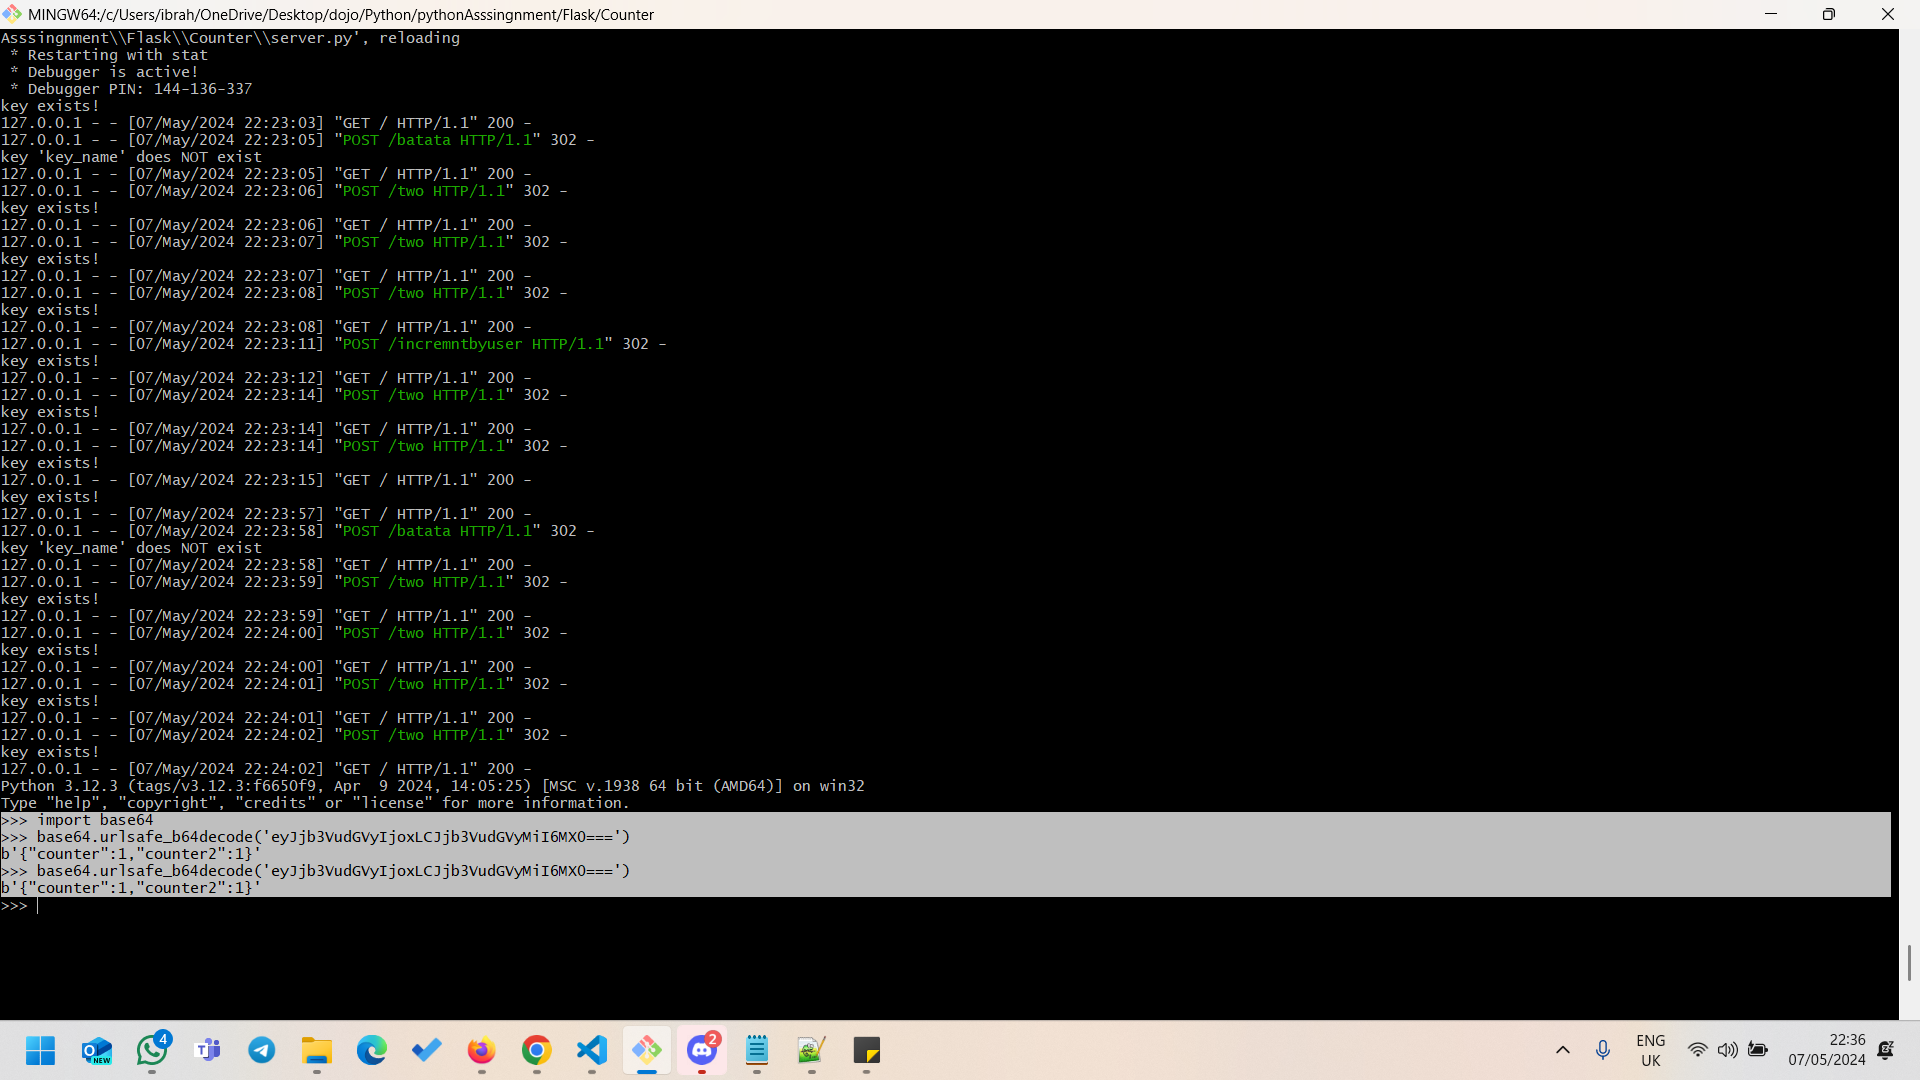 MINGW64:/c/Users/ibrah/OneDrive/Desktop/dojo/Python/pythonAsssingnment/Flask/Counter
Asssingnment\\Flask\\Counter\\server.py', reloading
 * Restarting with stat
 * Debugger is active!
 * Debugger PIN: 144-136-337
key exists!
127.0.0.1 - - [07/May/2024 22:23:03] "GET / HTTP/1.1" 200 -
127.0.0.1 - - [07/May/2024 22:23:05] "POST /batata HTTP/1.1" 302 -
key 'key_name' does NOT exist
127.0.0.1 - - [07/May/2024 22:23:05] "GET / HTTP/1.1" 200 -
127.0.0.1 - - [07/May/2024 22:23:06] "POST /two HTTP/1.1" 302 -
key exists!
127.0.0.1 - - [07/May/2024 22:23:06] "GET / HTTP/1.1" 200 -
127.0.0.1 - - [07/May/2024 22:23:07] "POST /two HTTP/1.1" 302 -
key exists!
127.0.0.1 - - [07/May/2024 22:23:07] "GET / HTTP/1.1" 200 -
127.0.0.1 - - [07/May/2024 22:23:08] "POST /two HTTP/1.1" 302 -
key exists!
127.0.0.1 - - [07/May/2024 22:23:08] "GET / HTTP/1.1" 200 -
127.0.0.1 - - [07/May/2024 22:23:11] "POST /incremntbyuser HTTP/1.1" 302 -
key exists!
127.0.0.1 - - [07/May/2024 22:23:12] "GET / HTTP/1.1" 200 -
127.0.0.1 - - [07/May/2024 22:23:14] "POST /two HTTP/1.1" 302 -
key exists!
127.0.0.1 - - [07/May/2024 22:23:14] "GET / HTTP/1.1" 200 -
127.0.0.1 - - [07/May/2024 22:23:14] "POST /two HTTP/1.1" 302 -
key exists!
127.0.0.1 - - [07/May/2024 22:23:15] "GET / HTTP/1.1" 200 -
key exists!
127.0.0.1 - - [07/May/2024 22:23:57] "GET / HTTP/1.1" 200 -
127.0.0.1 - - [07/May/2024 22:23:58] "POST /batata HTTP/1.1" 302 -
key 'key_name' does NOT exist
127.0.0.1 - - [07/May/2024 22:23:58] "GET / HTTP/1.1" 200 -
127.0.0.1 - - [07/May/2024 22:23:59] "POST /two HTTP/1.1" 302 -
key exists!
127.0.0.1 - - [07/May/2024 22:23:59] "GET / HTTP/1.1" 200 -
127.0.0.1 - - [07/May/2024 22:24:00] "POST /two HTTP/1.1" 302 -
key exists!
127.0.0.1 - - [07/May/2024 22:24:00] "GET / HTTP/1.1" 200 -
127.0.0.1 - - [07/May/2024 22:24:01] "POST /two HTTP/1.1" 302 -
key exists!
127.0.0.1 - - [07/May/2024 22:24:01] "GET / HTTP/1.1" 200 -
127.0.0.1 - - [07/May/2024 22:24:02] "POST /two HTTP/1.1" 302 -
key exists!
127.0.0.1 - - [07/May/2024 22:24:02] "GET / HTTP/1.1" 200 -
Python 3.12.3 (tags/v3.12.3:f6650f9, Apr  9 2024, 14:05:25) [MSC v.1938 64 bit (AMD64)] on win32
Type "help", "copyright", "credits" or "license" for more information.
>>> import base64
>>> base64.urlsafe_b64decode('eyJjb3VudGVyIjoxLCJjb3VudGVyMiI6MX0===')
b'{"counter":1,"counter2":1}'
>>> base64.urlsafe_b64decode('eyJjb3VudGVyIjoxLCJjb3VudGVyMiI6MX0===')
b'{"counter":1,"counter2":1}'
>>>
NEW
4
2
ENG
UK
22:36
07/05/2024